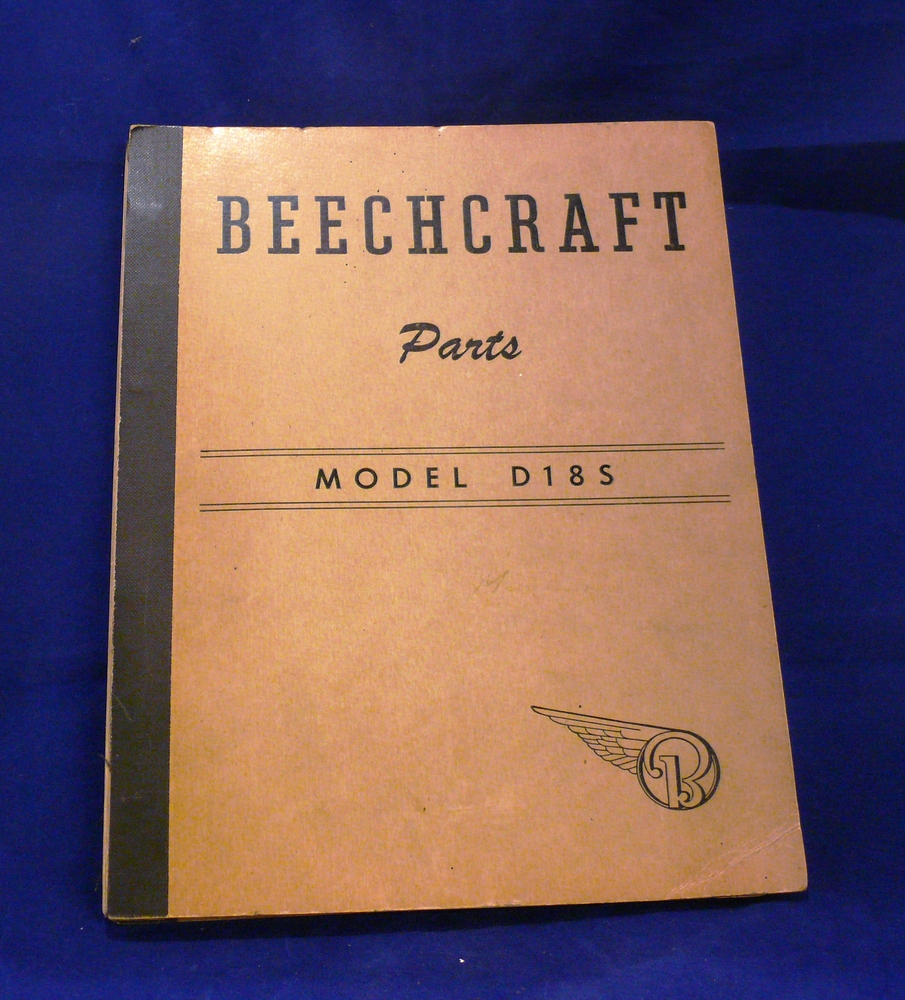 BEECHCRAFT
Parts
MODEL D18S
B